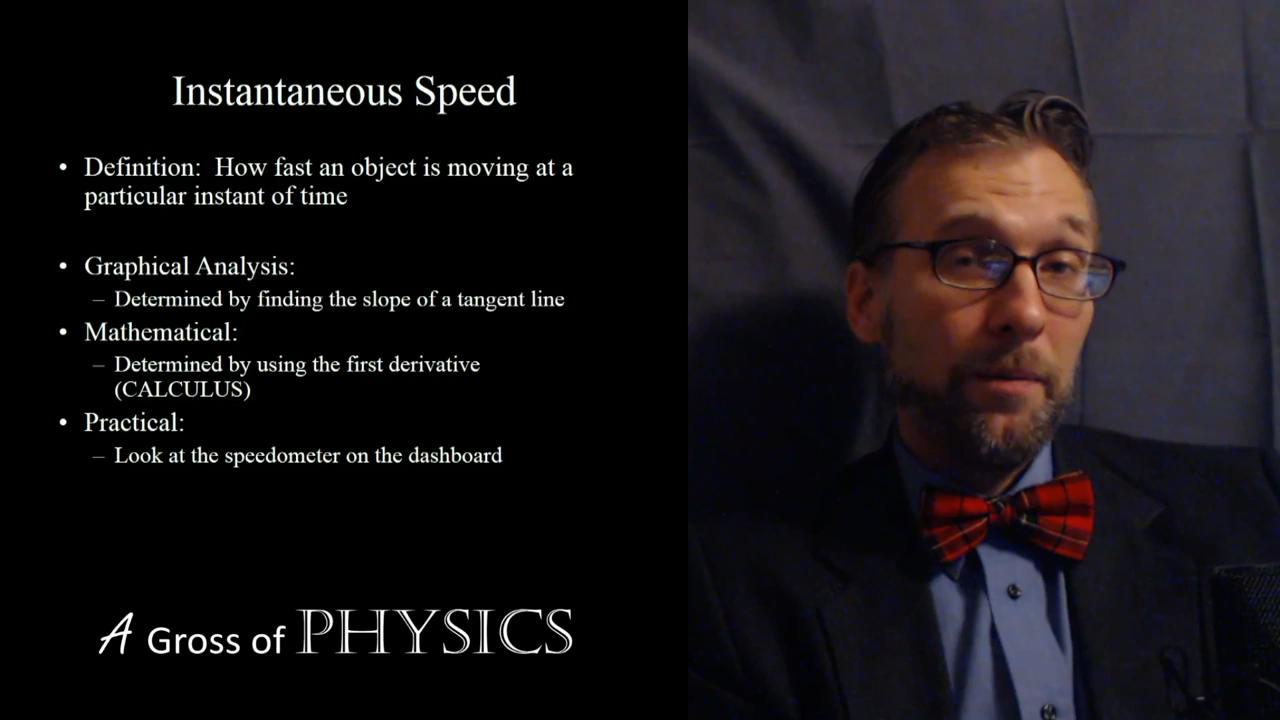 Instantaneous Speed
• Definition:  How fast an object is moving at a
particular instant of time
• Graphical Analysis:
– Determined by finding the slope of a tangent line
• Mathematical:
– Determined by using the first derivative
(CALCULUS)
• Practical:
– Look at the speedometer on the dashboard
A Gross of PHYSICS